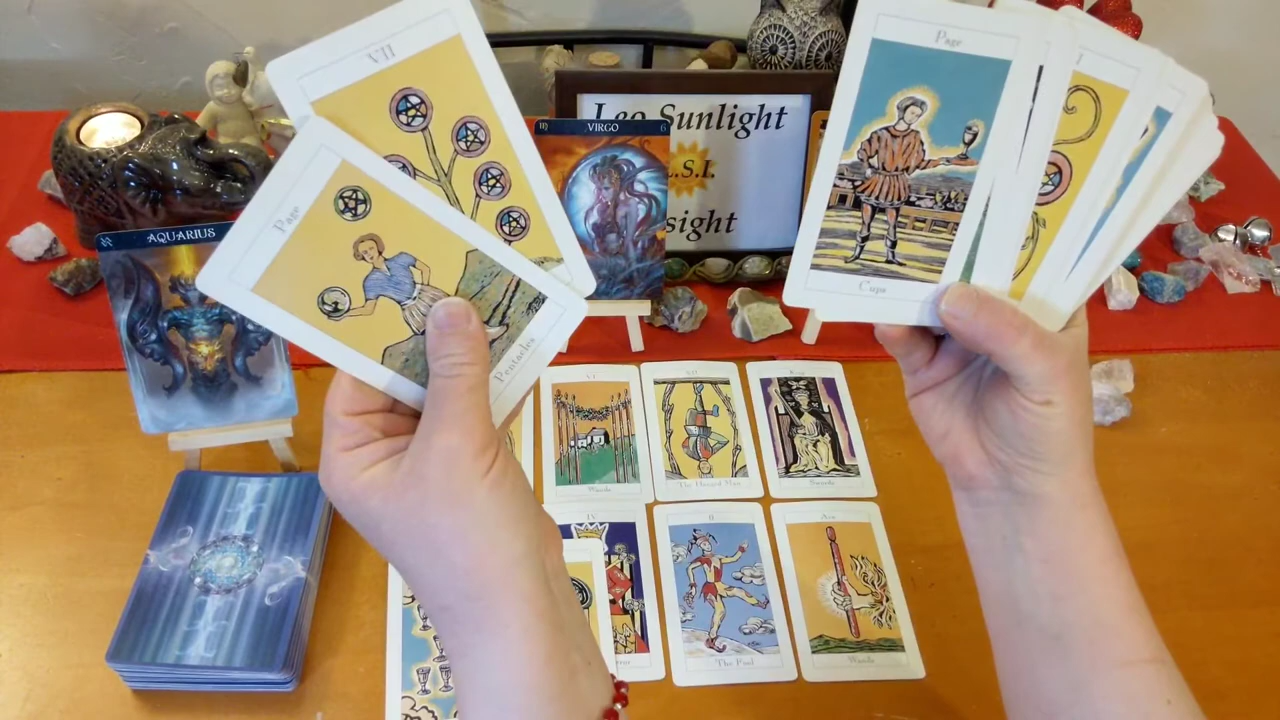 VII
Page
Pentacles
VIRGO
6
Leo Sunlight
L.S.I.
sight
Page
Cups
I
AQUARIUS
VI
Wands
XII
The Hanged Man
King
Swords
IV
0
The Fool
Ace
Wands